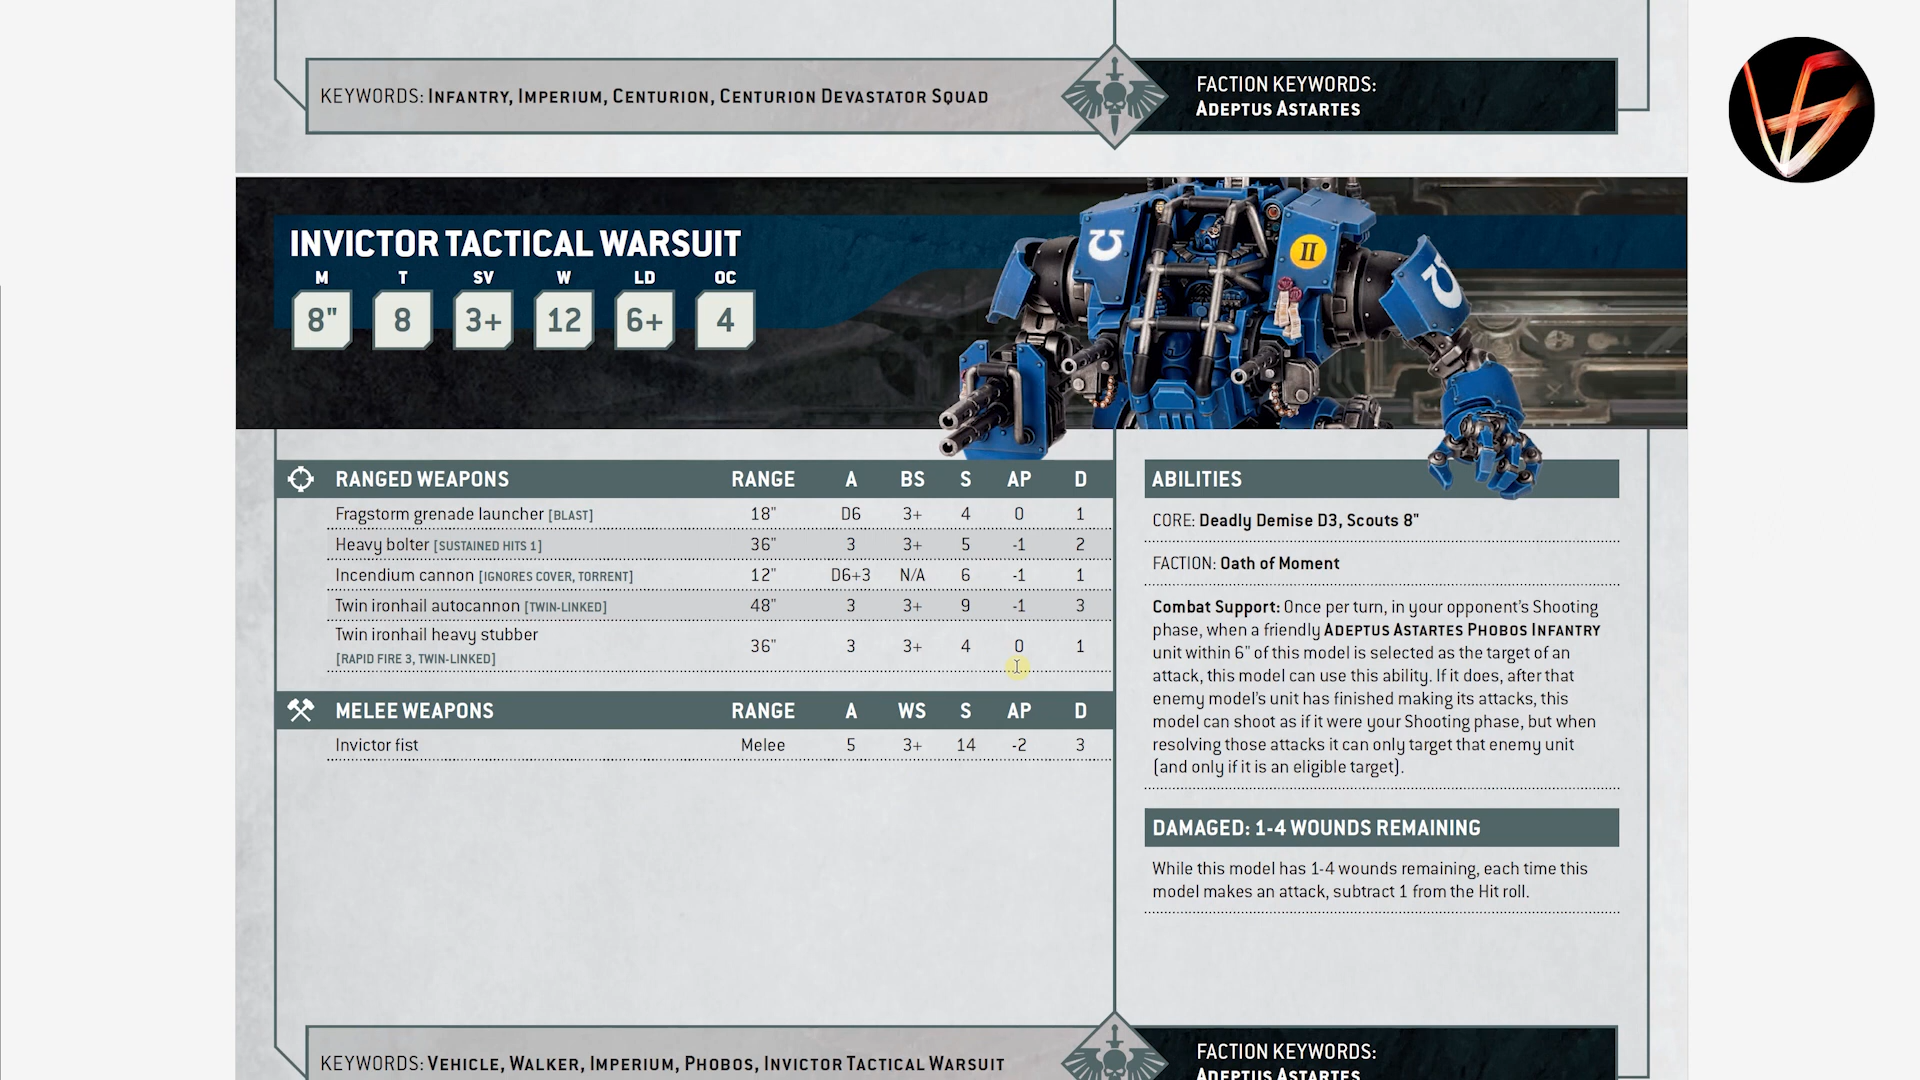 KEYWORDS: INFANTRY, IMPERIUM, CENTURION, CENTURION DEVASTATOR SQUAD
FACTION KEYWORDS:
ADEPTUS ASTARTES
INVICTOR TACTICAL WARSUIT
M T SV W LD OC
8" 8 3+ 12 6+ 4
II
RANGED WEAPONS RANGE A BS S AP D
Fragstorm grenade launcher [BLAST] 18" D6 3+ 4 0 1
Heavy bolter [SUSTAINED HITS 1] 36" 3 3+ 5 -1 2
Incendium cannon [IGNORES COVER, TORRENT] 12" D6+3 N/A 6 -1 1
Twin ironhail autocannon [TWIN-LINKED] 48" 3 3+ 9 -1 3
Twin ironhail heavy stubber 36" 3 3+ 4 0 1
[RAPID FIRE 3, TWIN-LINKED]
MELEE WEAPONS RANGE A WS S AP D
Invictor fist Melee 5 3+ 14 -2 3
ABILITIES
CORE: Deadly Demise D3, Scouts 8"
FACTION: Oath of Moment
Combat Support: Once per turn, in your opponent's Shooting
phase, when a friendly ADEPTUS ASTARTES PHOBOS INFANTRY
unit within 6" of this model is selected as the target of an
attack, this model can use this ability. If it does, after that
enemy model's unit has finished making its attacks, this
model can shoot as if it were your Shooting phase, but when
resolving those attacks it can only target that enemy unit
(and only if it is an eligible target).
DAMAGED: 1-4 WOUNDS REMAINING
While this model has 1-4 wounds remaining, each time this
model makes an attack, subtract 1 from the Hit roll.
KEYWORDS: VEHICLE, WALKER, IMPERIUM, PHOBOS, INVICTOR TACTICAL WARSUIT
FACTION KEYWORDS:
ADEPTUS ASTARTES